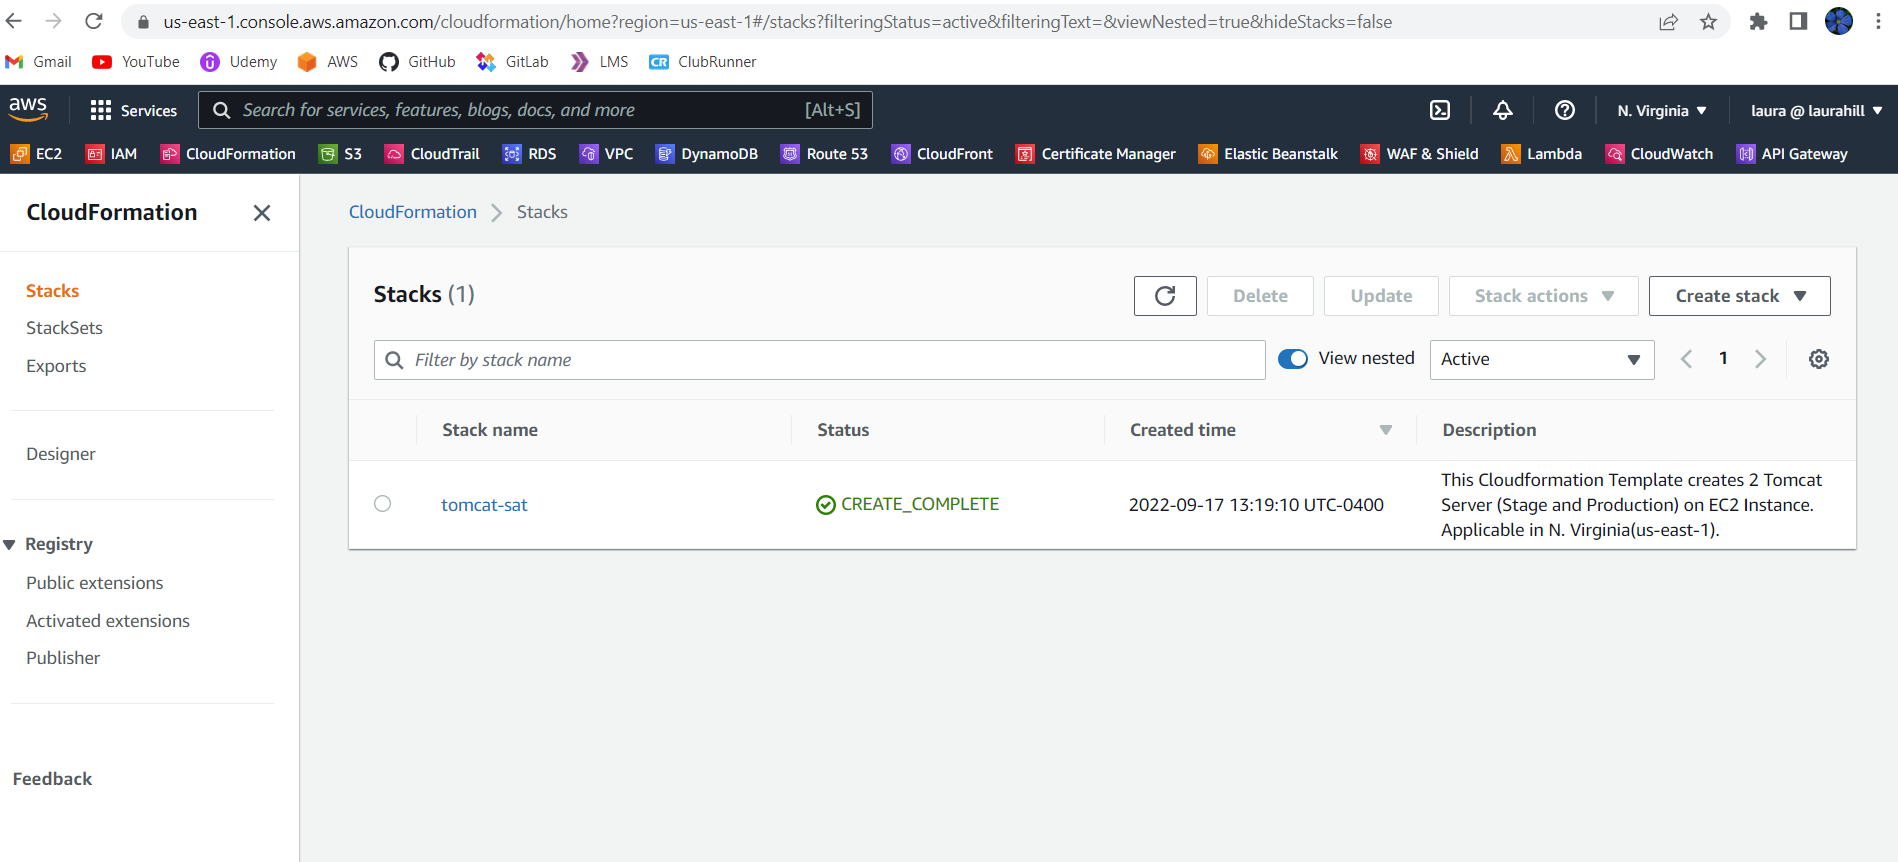 us-east-1.console.aws.amazon.com/cloudformation/home?region=us-east-1#/stacks?filteringStatus=active&filteringText=&viewNested=true&hideStacks=false
Gmail YouTube Udemy AWS GitHub GitLab LMS CR ClubRunner
aws Services Search for services, features, blogs, docs, and more [Alt+S] N. Virginia laura @ laurahill
EC2 IAM CloudFormation S3 CloudTrail RDS VPC DynamoDB Route 53 CloudFront Certificate Manager Elastic Beanstalk WAF & Shield Lambda CloudWatch API Gateway
CloudFormation
Stacks
StackSets
Exports
Designer
Registry
Public extensions
Activated extensions
Publisher
Feedback
CloudFormation Stacks
Stacks (1) Delete Update Stack actions Create stack
Filter by stack name View nested Active 1
Stack name Status Created time Description
tomcat-sat CREATE_COMPLETE 2022-09-17 13:19:10 UTC-0400
This Cloudformation Template creates 2 Tomcat
Server (Stage and Production) on EC2 Instance.
Applicable in N. Virginia(us-east-1).